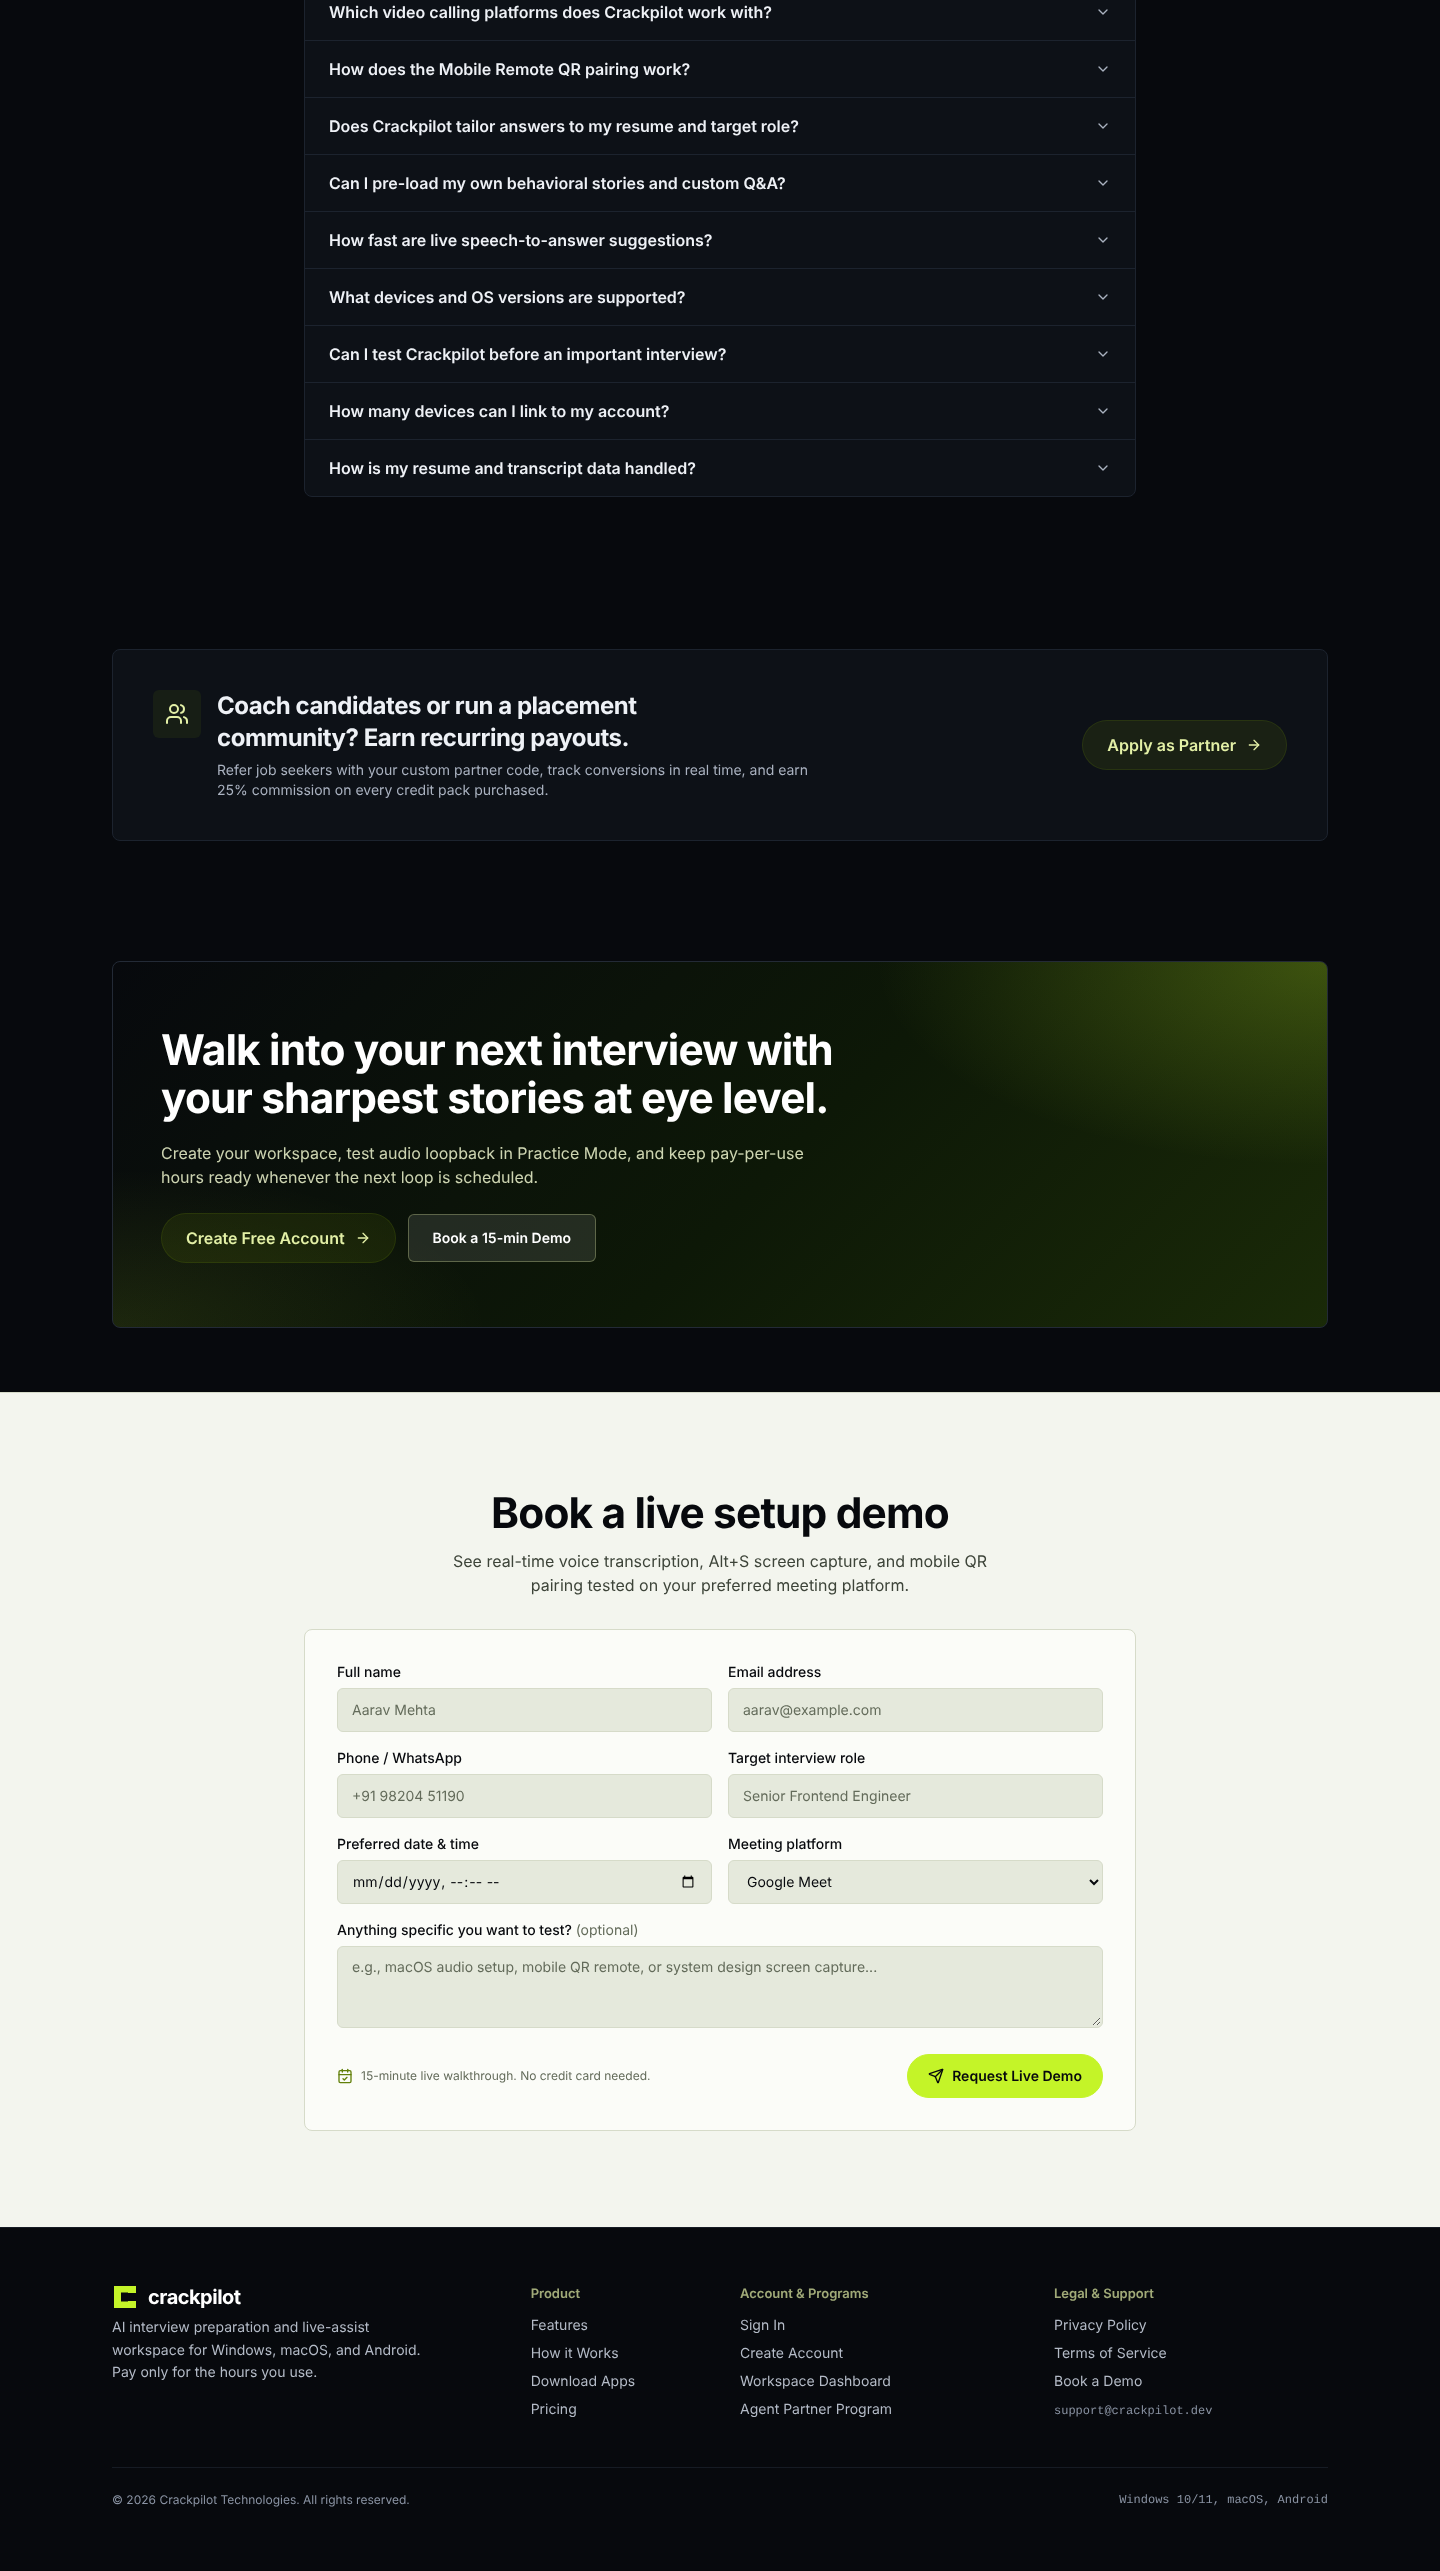 Which video calling platforms does Crackpilot work with?
How does the Mobile Remote QR pairing work?
Does Crackpilot tailor answers to my resume and target role?
Can I pre-load my own behavioral stories and custom Q&A?
How fast are live speech-to-answer suggestions?
What devices and OS versions are supported?
Can I test Crackpilot before an important interview?
How many devices can I link to my account?
How is my resume and transcript data handled?
Coach candidates or run a placement
community? Earn recurring payouts.
Refer job seekers with your custom partner code, track conversions in real time, and earn
25% commission on every credit pack purchased.
Apply as Partner
Walk into your next interview with
your sharpest stories at eye level.
Create your workspace, test audio loopback in Practice Mode, and keep pay-per-use
hours ready whenever the next loop is scheduled.
Create Free Account
Book a 15-min Demo
Book a live setup demo
See real-time voice transcription, Alt+S screen capture, and mobile QR
pairing tested on your preferred meeting platform.
Full name
Aarav Mehta
Email address
aarav@example.com
Phone / WhatsApp
+91 98204 51190
Target interview role
Senior Frontend Engineer
Preferred date & time
mm/dd/yyyy, --:-- --
Meeting platform
Google Meet
Anything specific you want to test? (optional)
e.g., macOS audio setup, mobile QR remote, or system design screen capture...
15-minute live walkthrough. No credit card needed.
Request Live Demo
crackpilot
AI interview preparation and live-assist
workspace for Windows, macOS, and Android.
Pay only for the hours you use.
Product
Features
How it Works
Download Apps
Pricing
Account & Programs
Sign In
Create Account
Workspace Dashboard
Agent Partner Program
Legal & Support
Privacy Policy
Terms of Service
Book a Demo
support@crackpilot.dev
© 2026 Crackpilot Technologies. All rights reserved.
Windows 10/11, macOS, Android